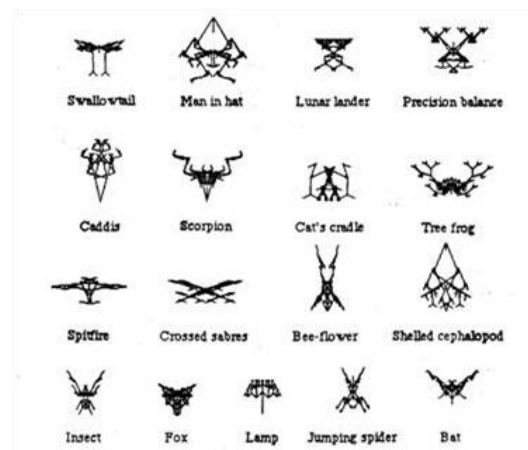 Swallowtail Man in hat Lunar lander Precision balance
Caddis Scorpion Cat's cradle Tree frog
Spitfire Crossed sabres Bee-flower Shelled cephalopod
Insect Fox Lamp Jumping spider Bat